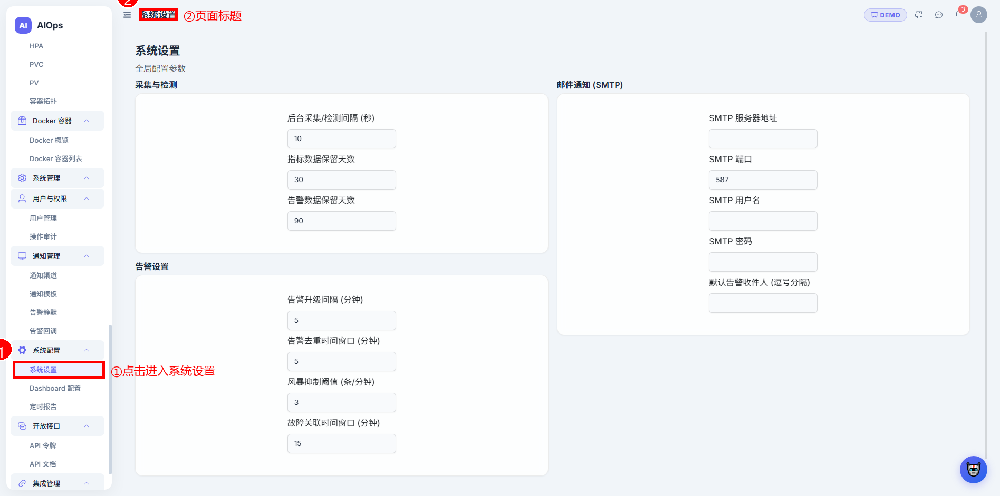 AI AIOps
HPA
PVC
PV
容器拓扑
Docker 容器
Docker 概览
Docker 容器列表
系统管理
用户与权限
用户管理
操作审计
通知管理
通知渠道
通知模板
告警静默
告警回调
1
系统配置
系统设置
①点击进入系统设置
Dashboard 配置
定时报告
开放接口
API 令牌
API 文档
集成管理
2
系统设置
②页面标题
DEMO
3
系统设置
全局配置参数
采集与检测
后台采集/检测间隔 (秒)
10
指标数据保留天数
30
告警数据保留天数
90
告警设置
告警升级间隔 (分钟)
5
告警去重时间窗口 (分钟)
5
风暴抑制阈值 (条/分钟)
3
故障关联时间窗口 (分钟)
15
邮件通知 (SMTP)
SMTP 服务器地址
SMTP 端口
587
SMTP 用户名
SMTP 密码
默认告警收件人 (逗号分隔)